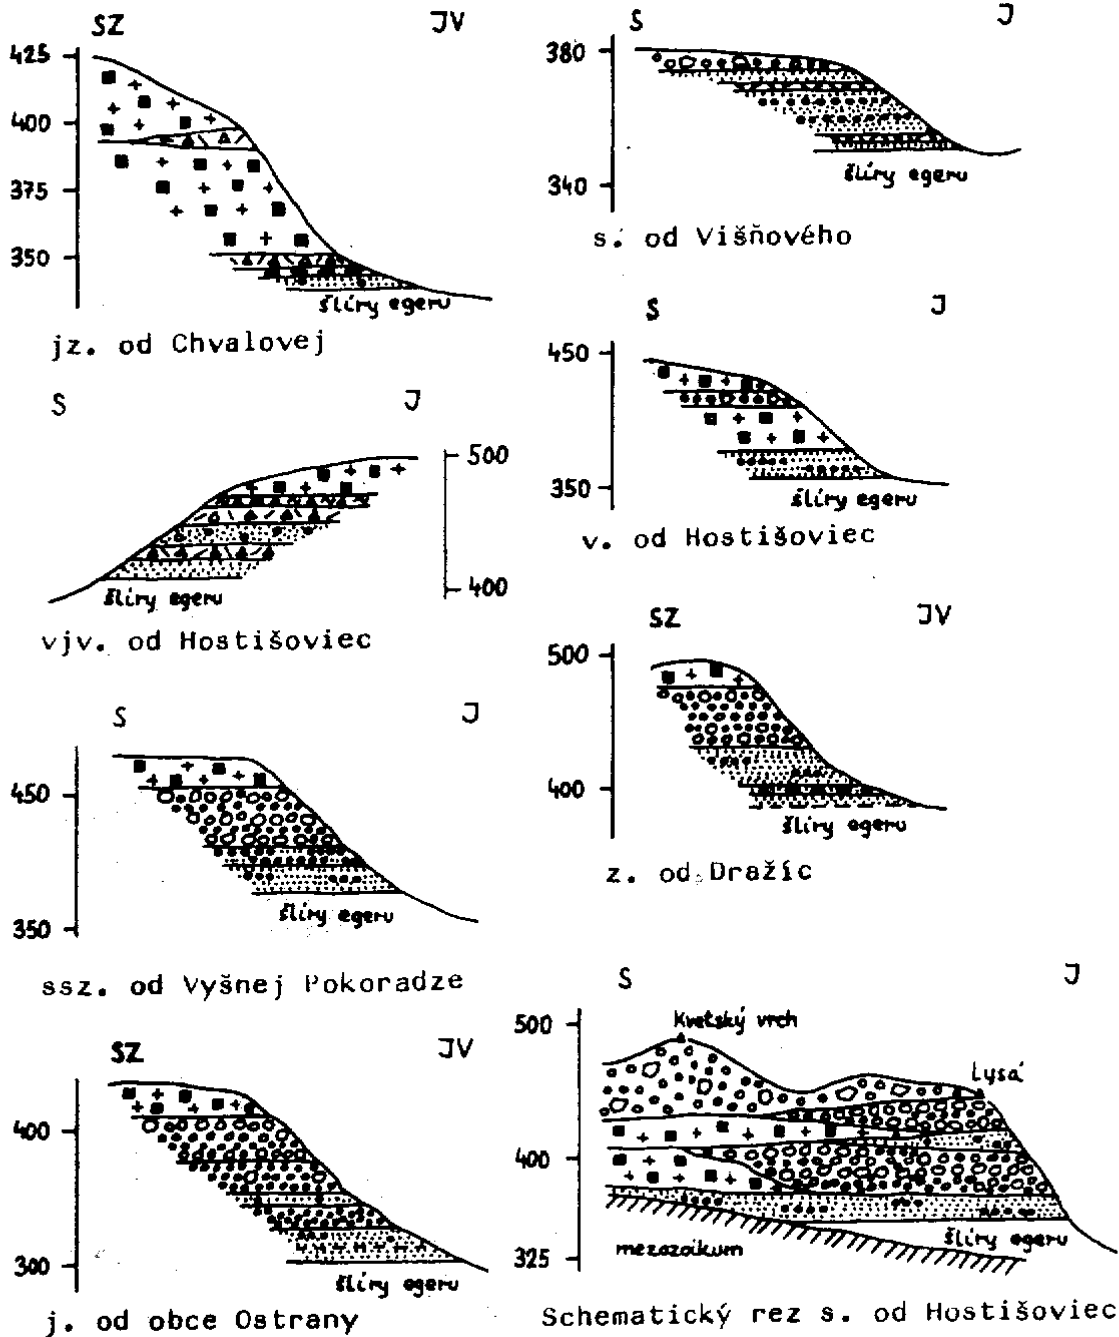 SZ JV
425
400
375
350
šlíry egeru
jz. od Chvalovej
S J
380
340
šlíry egeru
s. od Višňového
S J
450
350
šlíry egeru
v. od Hostišoviec
S J
500
400
šlíry egeru
vjv. od Hostišoviec
SZ JV
500
400
šlíry egeru
z. od Dražíc
S J
450
350
šlíry egeru
ssz. od Vyšnej Pokoradze
SZ JV
400
300
šlíry egeru
j. od obce Ostrany
S J
500
Kvetský vrch
Lysá
400
šlíry egeru
mezozoikum
325
Schematický rez s. od Hostišoviec